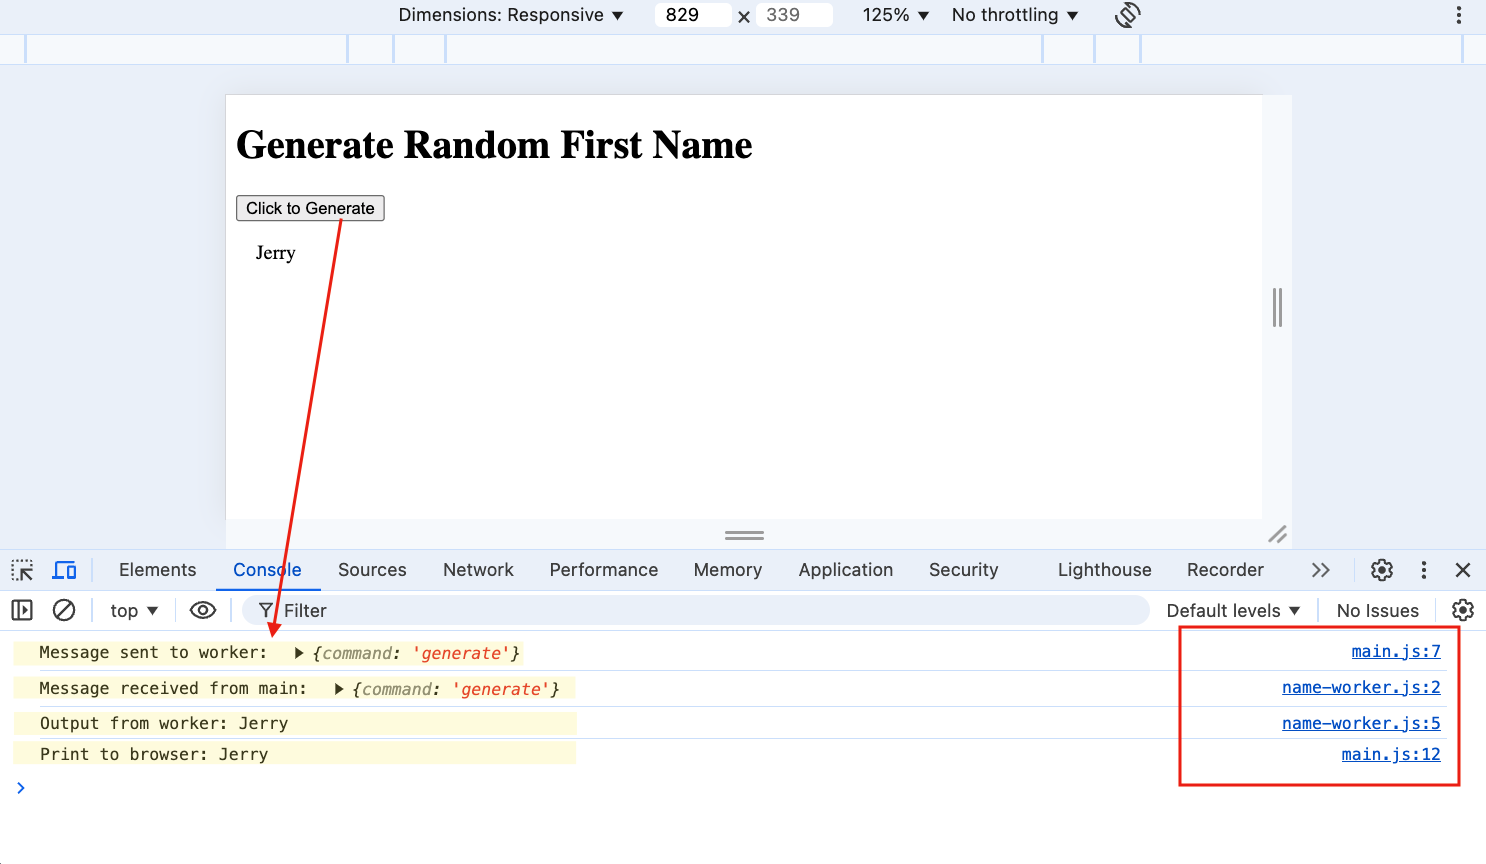 Dimensions: Responsive ▼ 829 x 339 125% ▼ No throttling ▼
Generate Random First Name
Click to Generate
Jerry
Elements Console Sources Network Performance Memory Application Security Lighthouse Recorder
top ▼ Filter Default levels ▼ No Issues
Message sent to worker: ▶ {command: 'generate'} main.js:7
Message received from main: ▶ {command: 'generate'} name-worker.js:2
Output from worker: Jerry name-worker.js:5
Print to browser: Jerry main.js:12